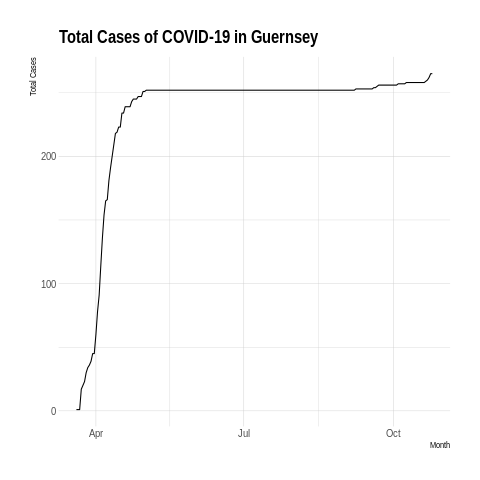 Total Cases of COVID-19 in Guernsey
Total Cases
200
100
0
Apr
Jul
Oct
Month